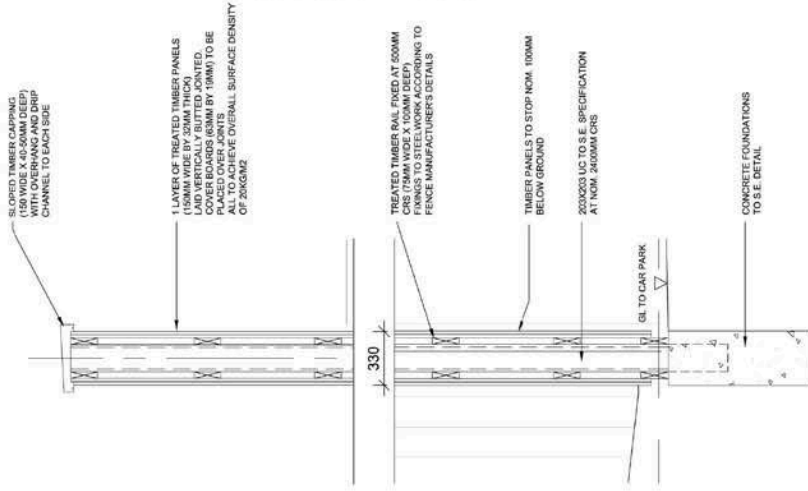 SLOPED TIMBER CAPPING
(150 WIDE X 40-50MM DEEP)
WITH OVERHANG AND DRIP
CHANNEL TO EACH SIDE
1 LAYER OF TREATED TIMBER PANELS
(150MM WIDE BY 32MM THICK)
LAID VERTICALLY BUTTED JOINTED.
COVER BOARDS (63MM BY 19MM) TO BE
PLACED OVER JOINTS
ALL TO ACHIEVE OVERALL SURFACE DENSITY
OF 20KG/M2
330
TREATED TIMBER RAIL FIXED AT 500MM
CRS (75MM WIDE X 100MM DEEP)
FIXINGS TO STEELWORK ACCORDING TO
FENCE MANUFACTURER'S DETAILS
TIMBER PANELS TO STOP NOM. 100MM
BELOW GROUND
203X203 UC TO S.E. SPECIFICATION
AT NOM. 2400MM CRS
GL TO CAR PARK
CONCRETE FOUNDATIONS
TO S.E. DETAIL